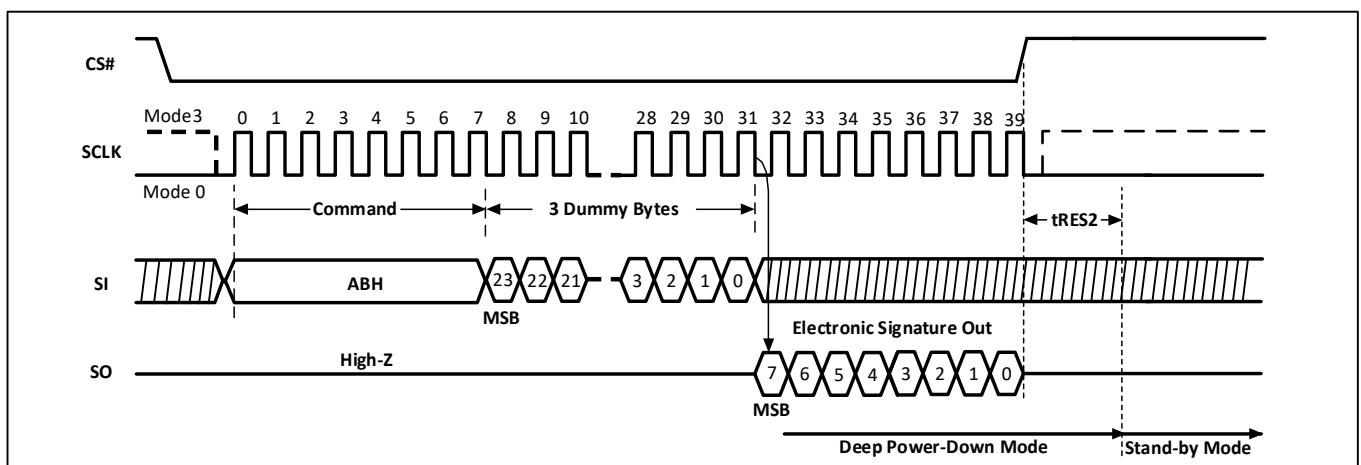 CS#
Mode3 0 1 2 3 4 5 6 7 8 9 10 28 29 30 31 32 33 34 35 36 37 38 39
SCLK
Mode 0
Command 3 Dummy Bytes tRES2
SI ABH 23 22 21 3 2 1 0
MSB Electronic Signature Out
High-Z
SO 7 6 5 4 3 2 1 0
MSB
Deep Power-Down Mode Stand-by Mode